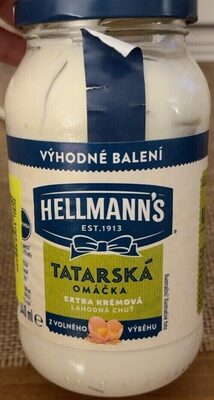 VÝHODNÉ BALENÍ
HELLMANN'S
EST.1913
TATARSKÁ
OMÁČKA
EXTRA KRÉMOVÁ
LAHODNÁ CHUŤ
Z VOLNÉHO VÝBĚHU